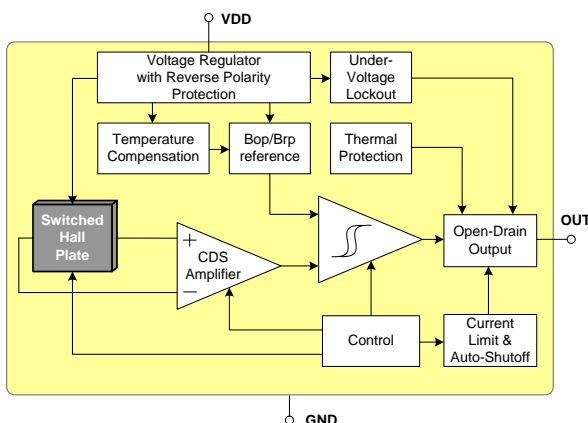 VDD
Voltage Regulator
with Reverse Polarity
Protection
Under-
Voltage
Lockout
Temperature
Compensation
Bop/Brp
reference
Thermal
Protection
Switched
Hall
Plate
+
CDS
Amplifier
−
Open-Drain
Output
OUT
Control
Current
Limit &
Auto-Shutoff
GND